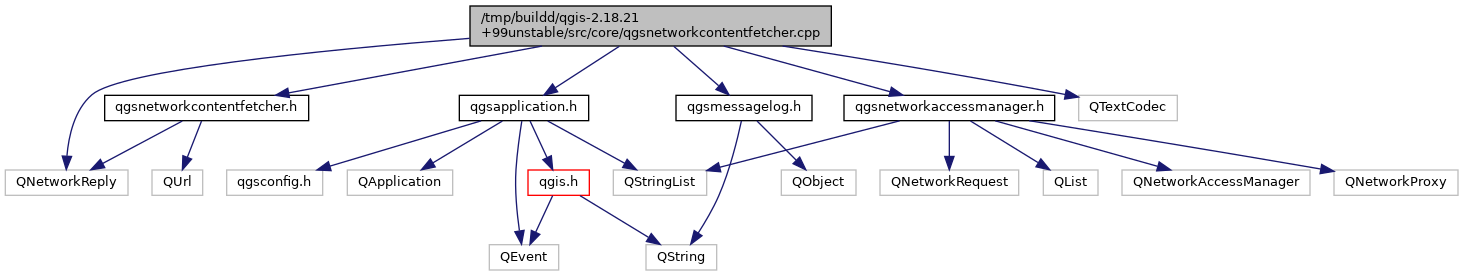 /tmp/buildd/qgis-2.18.21
+99unstable/src/core/qgsnetworkcontentfetcher.cpp
qgsnetworkcontentfetcher.h
qgsapplication.h
qgsmessagelog.h
qgsnetworkaccessmanager.h
QTextCodec
QNetworkReply
QUrl
qgsconfig.h
QApplication
qgis.h
QStringList
QObject
QNetworkRequest
QList
QNetworkAccessManager
QNetworkProxy
QEvent
QString